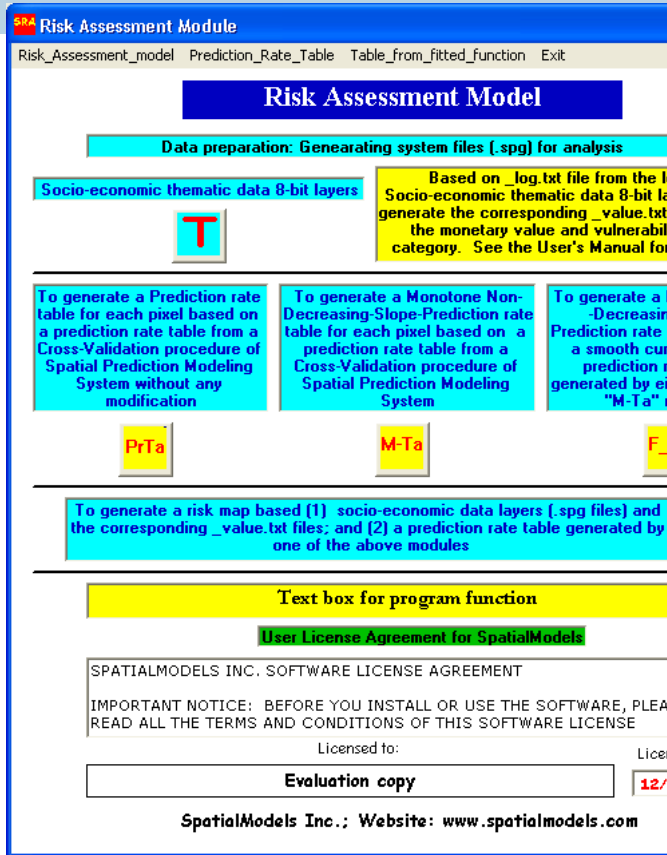 SRA Risk Assessment Module
Risk_Assessment_model Prediction_Rate_Table Table_from_fitted_function Exit
Risk Assessment Model
Data preparation: Genearating system files (.spg) for analysis
Socio-economic thematic data 8-bit layers
T
Based on _log.txt file from the
Socio-economic thematic data 8-bit
generate the corresponding _value.txt
the monetary value and
category. See the User's Manual for
To generate a Prediction rate
table for each pixel based on
a prediction rate table from a
Cross-Validation procedure of
Spatial Prediction Modeling
System without any
modification
To generate a Monotone Non-
Decreasing-Slope-Prediction rate
table for each pixel based on a
prediction rate table from a
Cross-Validation procedure of
Spatial Prediction Modeling
System
To generate a
Prediction rate
a smooth
prediction
generated by
"M-Ta"
PrTa
M-Ta
F_
To generate a risk map based (1) socio-economic data layers (.spg files) and
the corresponding _value.txt files; and (2) a prediction rate table generated by
one of the above modules
Text box for program function
User License Agreement for SpatialModels
SPATIALMODELS INC. SOFTWARE LICENSE AGREEMENT
IMPORTANT NOTICE: BEFORE YOU INSTALL OR USE THE SOFTWARE,
READ ALL THE TERMS AND CONDITIONS OF THIS SOFTWARE LICENSE
Licensed to:
Evaluation copy
12/
SpatialModels Inc.; Website: www.spatialmodels.com